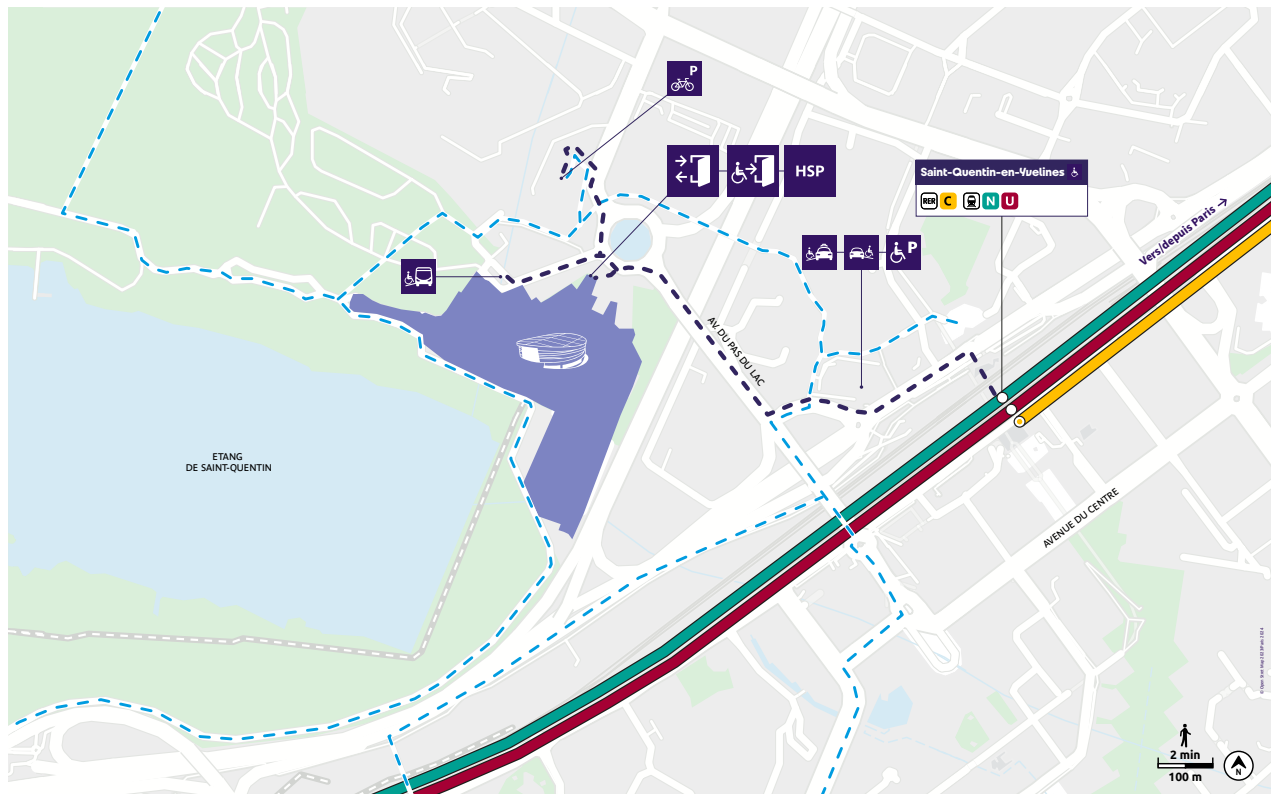 P
HSP
Saint-Quentin-en-Yvelines
RER C N U
Vers/depuis Paris →
P
AV. DU PAS DU LAC
ETANG
DE SAINT-QUENTIN
AVENUE DU CENTRE
2 min
100 m
N